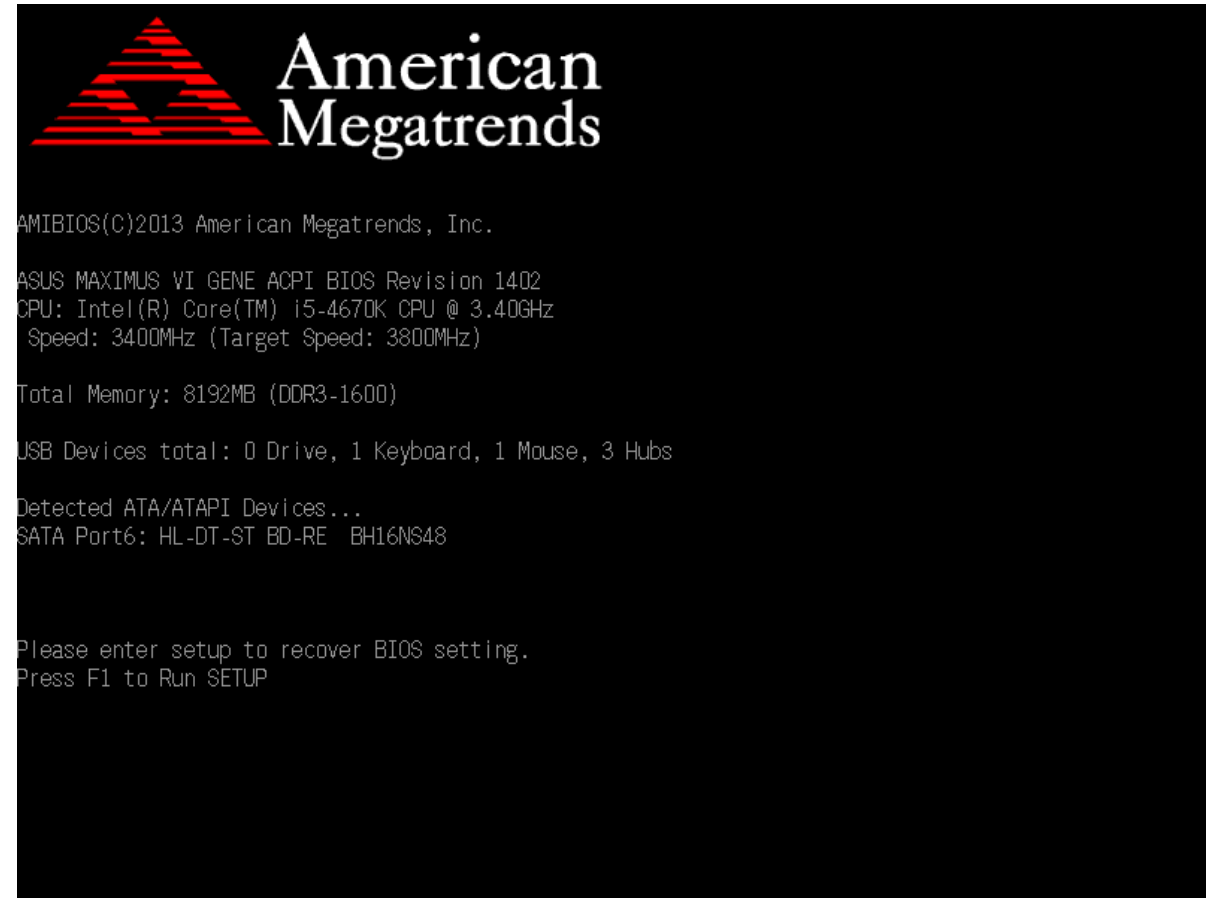 American
Megatrends
AMIBIOS(C)2013 American Megatrends, Inc.
ASUS MAXIMUS VI GENE ACPI BIOS Revision 1402
CPU: Intel(R) Core(TM) i5-4670K CPU @ 3.40GHz
Speed: 3400MHz (Target Speed: 3800MHz)
Total Memory: 8192MB (DDR3-1600)
USB Devices total: 0 Drive, 1 Keyboard, 1 Mouse, 3 Hubs
Detected ATA/ATAPI Devices...
SATA Port6: HL-DT-ST BD-RE  BH16NS48
Please enter setup to recover BIOS setting.
Press F1 to Run SETUP